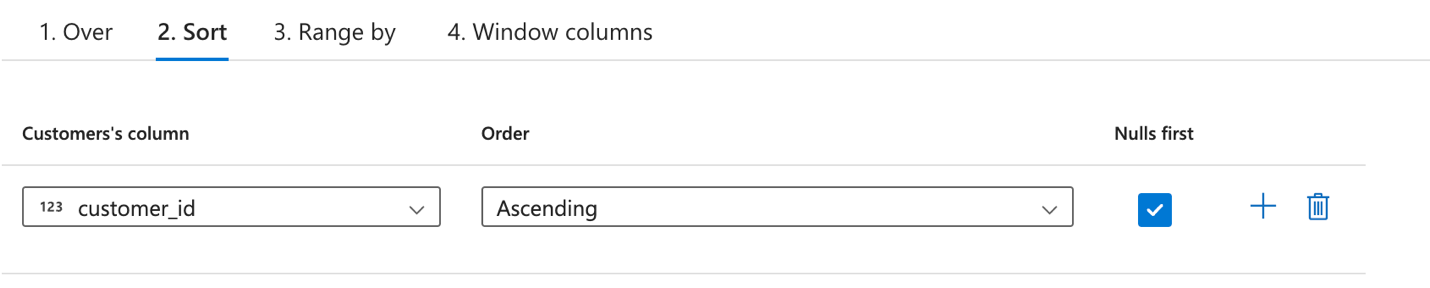 1. Over 2. Sort 3. Range by 4. Window columns
Customers's column Order Nulls first
123 customer_id Ascending